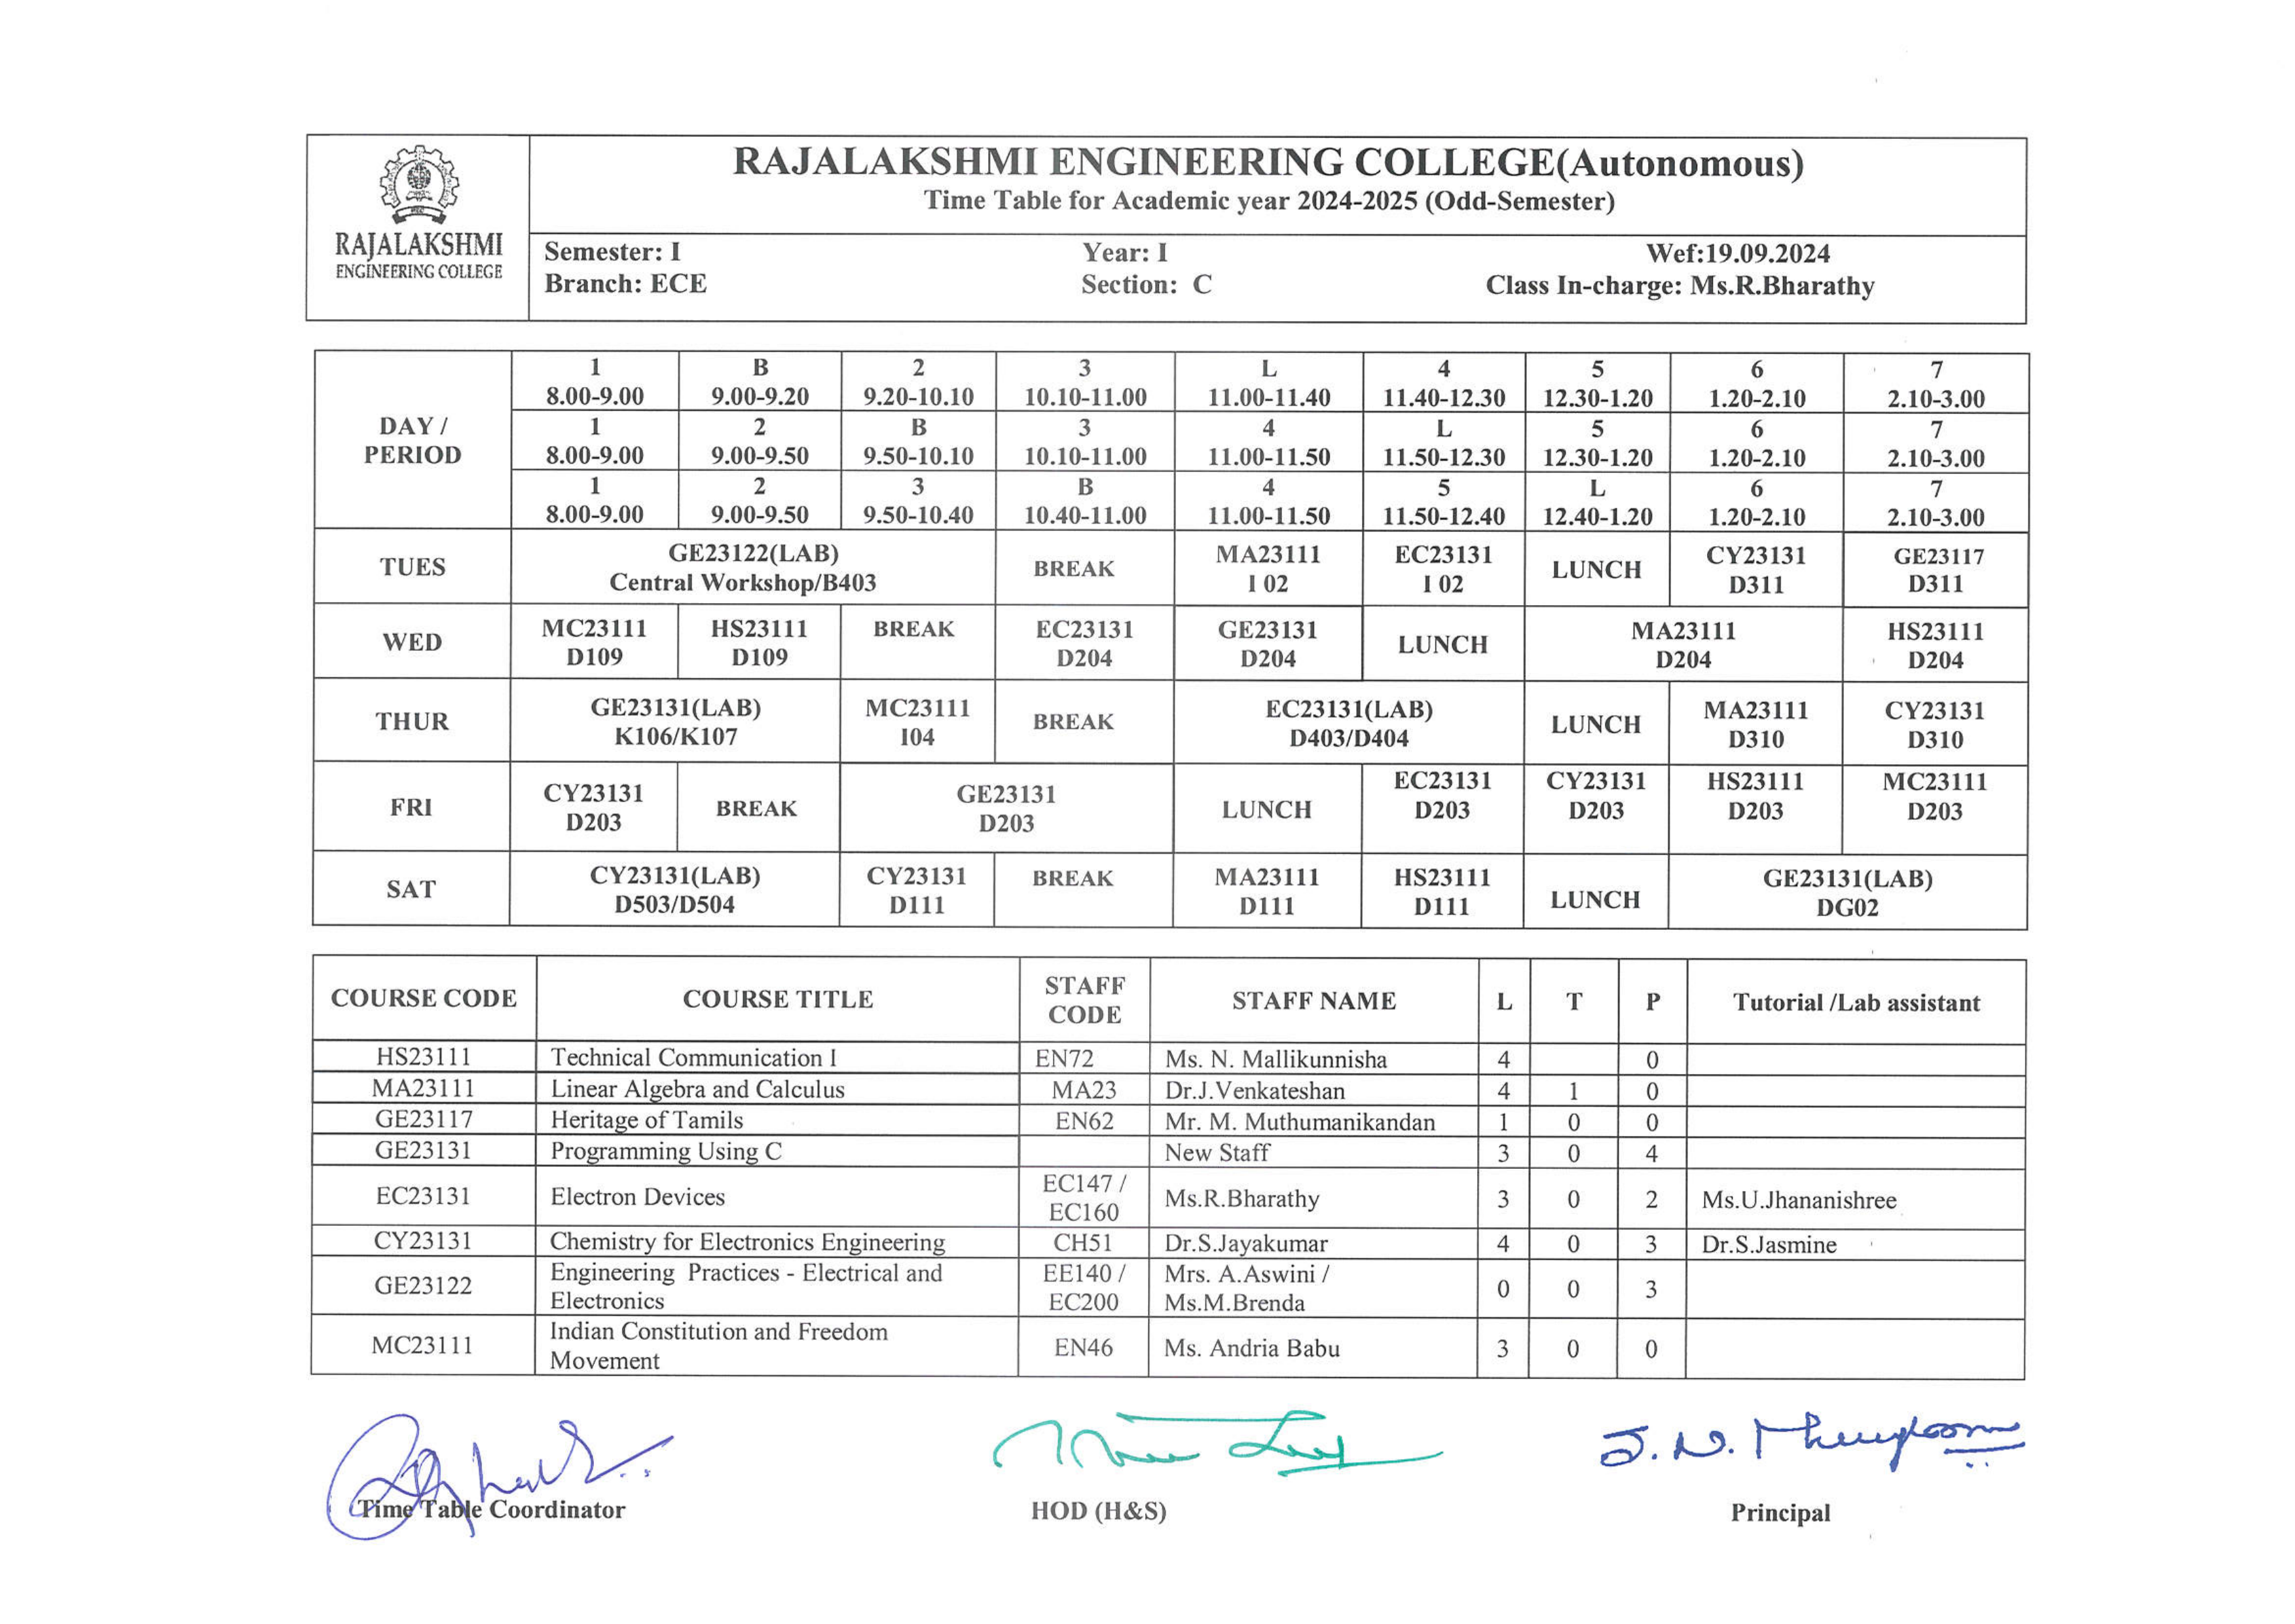 RAJALAKSHMI
ENGINEERING COLLEGE
RAJALAKSHMI ENGINEERING COLLEGE(Autonomous)
Time Table for Academic year 2024-2025 (Odd-Semester)
Semester: I Year: I Wef:19.09.2024
Branch: ECE Section: C Class In-charge: Ms.R.Bharathy
DAY / PERIOD
1 B 2 3 L 4 5 6 7
8.00-9.00 9.00-9.20 9.20-10.10 10.10-11.00 11.00-11.40 11.40-12.30 12.30-1.20 1.20-2.10 2.10-3.00
1 2 B 3 4 L 5 6 7
8.00-9.00 9.00-9.50 9.50-10.10 10.10-11.00 11.00-11.50 11.50-12.30 12.30-1.20 1.20-2.10 2.10-3.00
1 2 3 B 4 5 L 6 7
8.00-9.00 9.00-9.50 9.50-10.40 10.40-11.00 11.00-11.50 11.50-12.40 12.40-1.20 1.20-2.10 2.10-3.00
TUES GE23122(LAB) BREAK MA23111 EC23131 LUNCH CY23131 GE23117
Central Workshop/B403 I 02 I 02 D311 D311
WED MC23111 HS23111 BREAK EC23131 GE23131 LUNCH MA23111 HS23111
D109 D109 D204 D204 D204 D204
THUR GE23131(LAB) MC23111 BREAK EC23131(LAB) LUNCH MA23111 CY23131
K106/K107 I04 D403/D404 D310 D310
FRI CY23131 BREAK GE23131 LUNCH EC23131 CY23131 HS23111 MC23111
D203 D203 D203 D203 D203 D203
SAT CY23131(LAB) CY23131 BREAK MA23111 HS23111 LUNCH GE23131(LAB)
D503/D504 D111 D111 D111 DG02
COURSE CODE COURSE TITLE STAFF CODE STAFF NAME L T P Tutorial /Lab assistant
HS23111 Technical Communication I EN72 Ms. N. Mallikunnisha 4 0
MA23111 Linear Algebra and Calculus MA23 Dr.J.Venkateshan 4 1 0
GE23117 Heritage of Tamils EN62 Mr. M. Muthumanikandan 1 0 0
GE23131 Programming Using C New Staff 3 0 4
EC23131 Electron Devices EC147 / EC160 Ms.R.Bharathy 3 0 2 Ms.U.Jhananishree
CY23131 Chemistry for Electronics Engineering CH51 Dr.S.Jayakumar 4 0 3 Dr.S.Jasmine
GE23122 Engineering Practices - Electrical and Electronics EE140 / EC200 Mrs. A.Aswini / Ms.M.Brenda 0 0 3
MC23111 Indian Constitution and Freedom Movement EN46 Ms. Andria Babu 3 0 0
Time Table Coordinator HOD (H&S) Principal